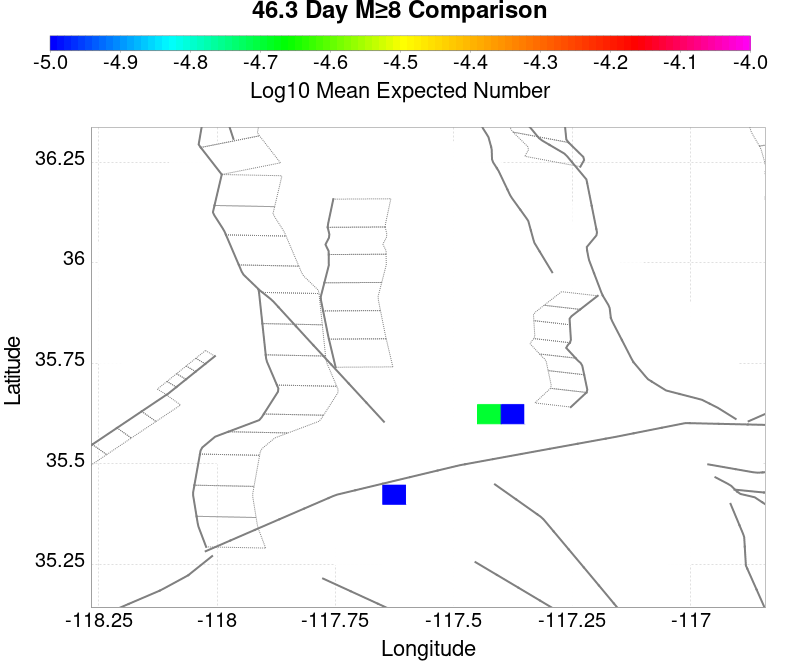 46.3 Day M≥8 Comparison
-5.0 -4.9 -4.8 -4.7 -4.6 -4.5 -4.4 -4.3 -4.2 -4.1 -4.0
Log10 Mean Expected Number
36.25
36
35.75
35.5
35.25
Latitude
-118.25 -118 -117.75 -117.5 -117.25 -117
Longitude